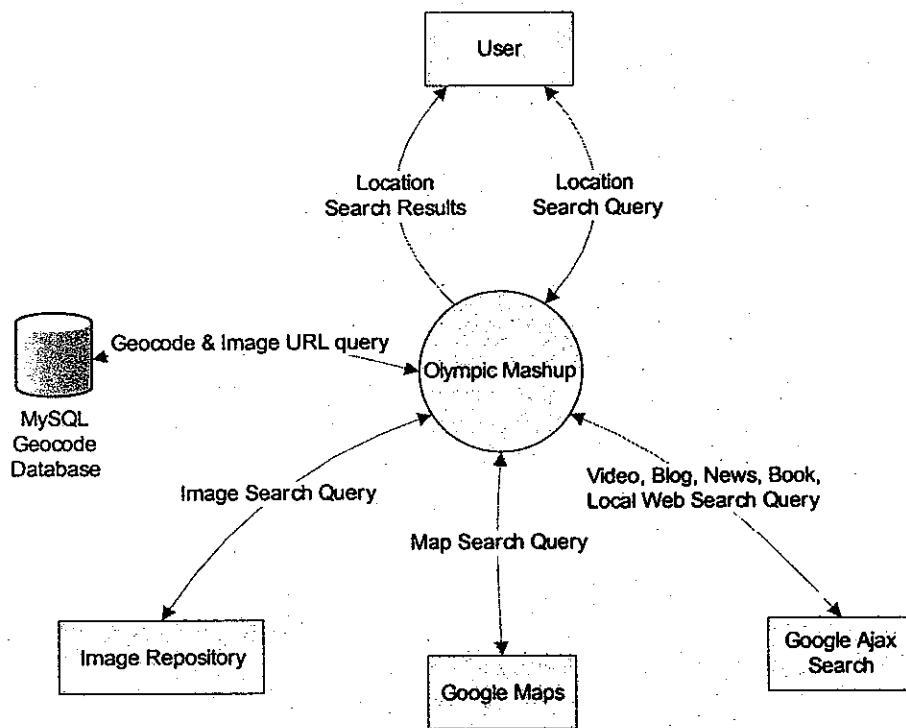 User
Location
Search Results
Location
Search Query
Geocode & Image URL query
Olympic Mashup
MySQL
Geocode
Database
Image Search Query
Video, Blog, News, Book,
Local Web Search Query
Map Search Query
Image Repository
Google Maps
Google Ajax
Search